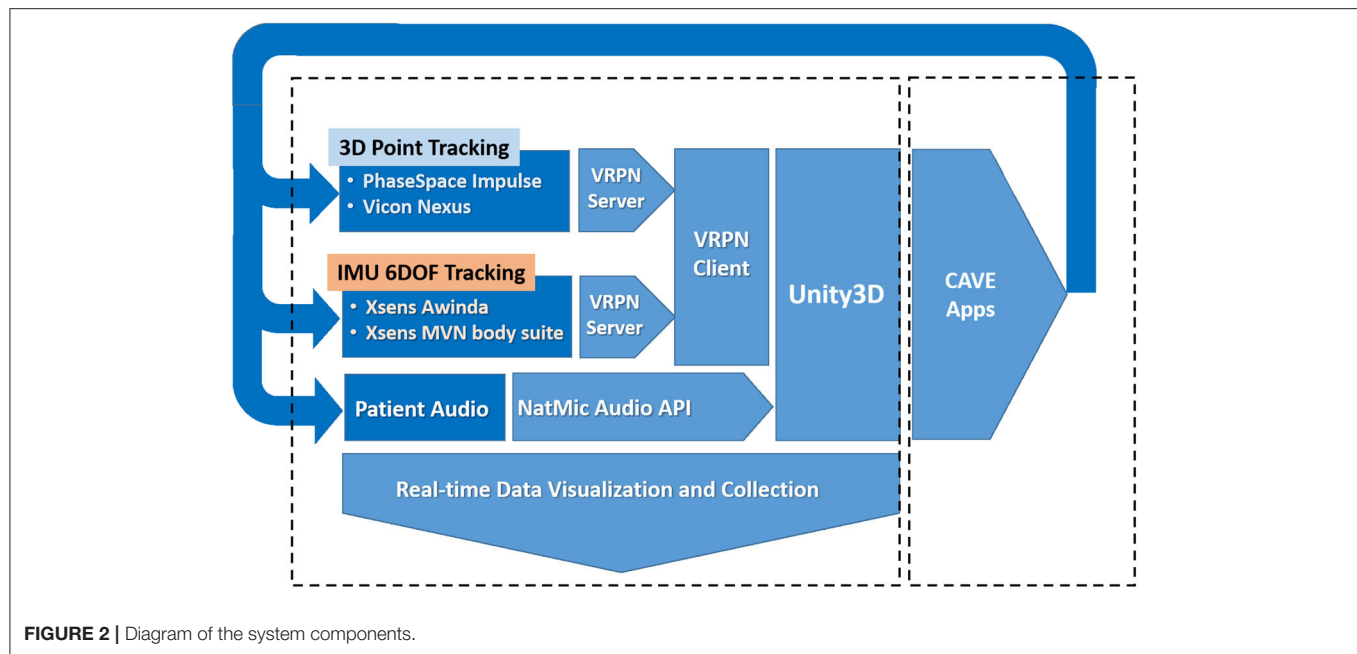 3D Point Tracking
• PhaseSpace Impulse
• Vicon Nexus
VRPN
Server
IMU 6DOF Tracking
• Xsens Awinda
• Xsens MVN body suite
VRPN
Server
VRPN
Client
Unity3D
CAVE
Apps
Patient Audio
NatMic Audio API
Real-time Data Visualization and Collection
FIGURE 2 | Diagram of the system components.